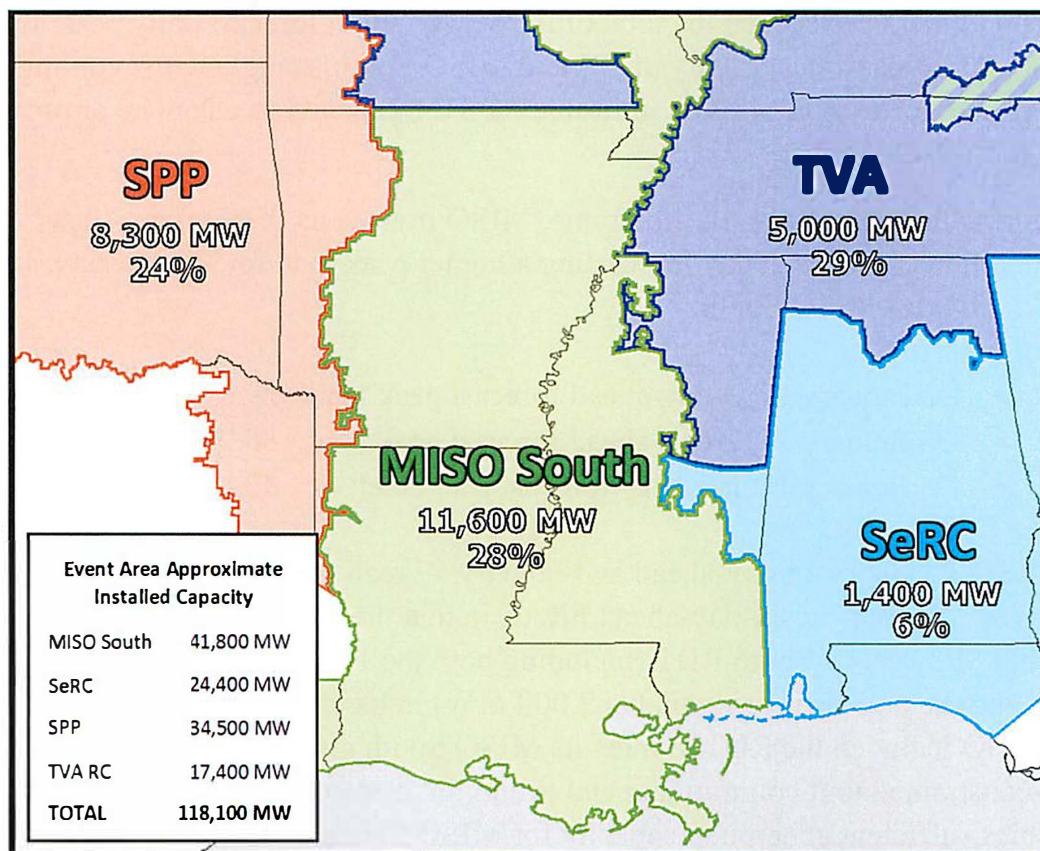 SPP
8,300 MW
24%
TVA
5,000 MW
29%
MISO South
11,600 MW
28%
SeRC
1,400 MW
6%
Event Area Approximate
Installed Capacity
MISO South 41,800 MW
SeRC 24,400 MW
SPP 34,500 MW
TVA RC 17,400 MW
TOTAL 118,100 MW